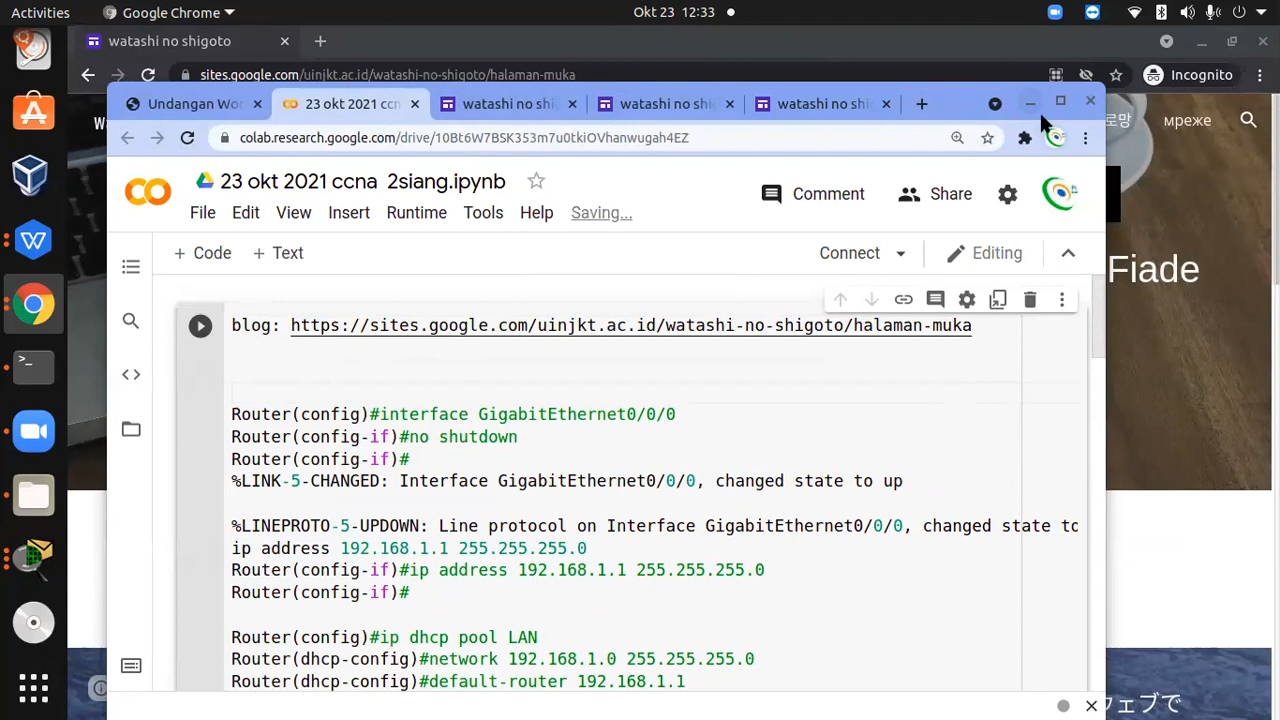 Activities
Google Chrome
Okt 23 12:33
watashi no shigoto
sites.google.com/uinjkt.ac.id/watashi-no-shigoto/halaman-muka
Incognito
Undangan Wor
23 okt 2021 ccn
watashi no shi
watashi no shi
watashi no shi
colab.research.google.com/drive/10Bt6W7BSK353m7u0tkiOVhanwugah4EZ
로망
мреже
23 okt 2021 ccna 2siang.ipynb
Comment
Share
File Edit View Insert Runtime Tools Help Saving...
+ Code + Text
Connect
Editing
Fiade
blog: https://sites.google.com/uinjkt.ac.id/watashi-no-shigoto/halaman-muka
Router(config)#interface GigabitEthernet0/0/0
Router(config-if)#no shutdown
Router(config-if)#
%LINK-5-CHANGED: Interface GigabitEthernet0/0/0, changed state to up
%LINEPROTO-5-UPDOWN: Line protocol on Interface GigabitEthernet0/0/0, changed state to
ip address 192.168.1.1 255.255.255.0
Router(config-if)#ip address 192.168.1.1 255.255.255.0
Router(config-if)#
Router(config)#ip dhcp pool LAN
Router(dhcp-config)#network 192.168.1.0 255.255.255.0
Router(dhcp-config)#default-router 192.168.1.1
ウェブで